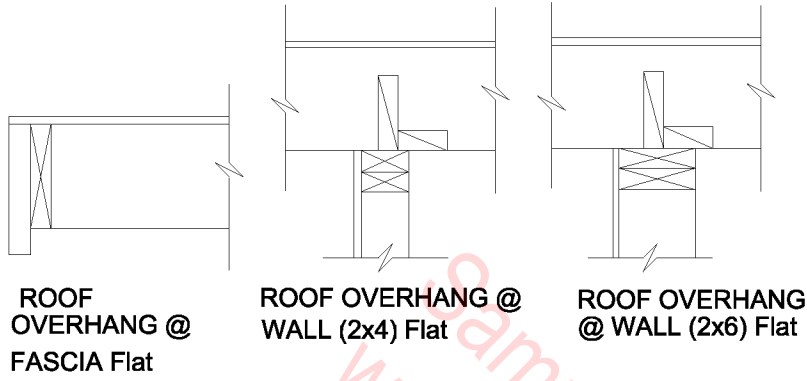 ROOF
OVERHANG @
FASCIA Flat
ROOF OVERHANG @
WALL (2x4) Flat
ROOF OVERHANG
@ WALL (2x6) Flat